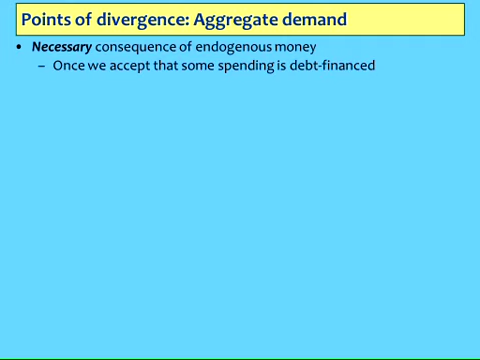 Points of divergence: Aggregate demand
• Necessary consequence of endogenous money
– Once we accept that some spending is debt-financed